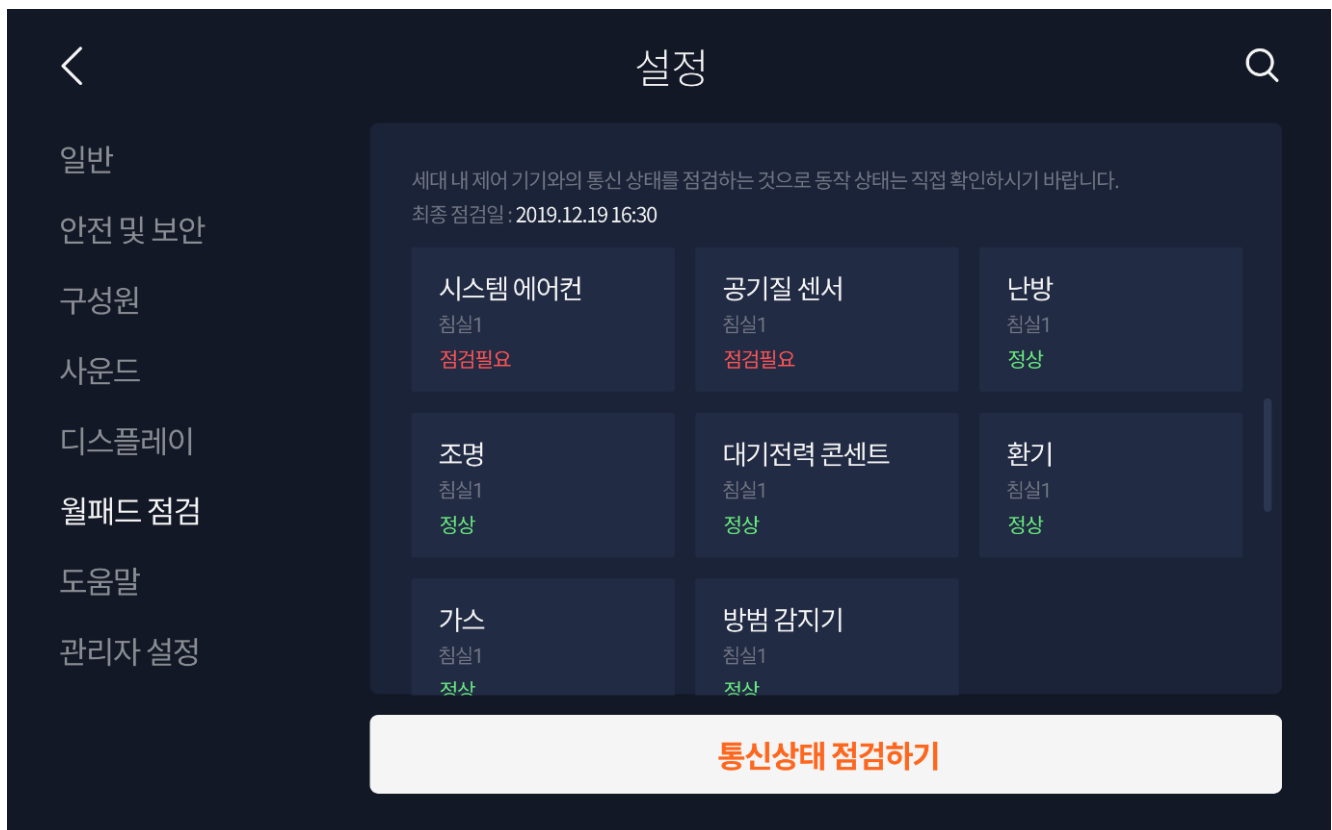 설정
일반
안전 및 보안
구성원
사운드
디스플레이
월패드 점검
도움말
관리자 설정
세대 내 제어 기기와의 통신 상태를 점검하는 것으로 동작 상태는 직접 확인하시기 바랍니다.
최종 점검일 : 2019.12.19 16:30
시스템 에어컨
침실1
점검필요
공기질 센서
침실1
점검필요
난방
침실1
정상
조명
침실1
정상
대기전력 콘센트
침실1
정상
환기
침실1
정상
가스
침실1
정상
방범 감지기
침실1
정상
통신상태 점검하기